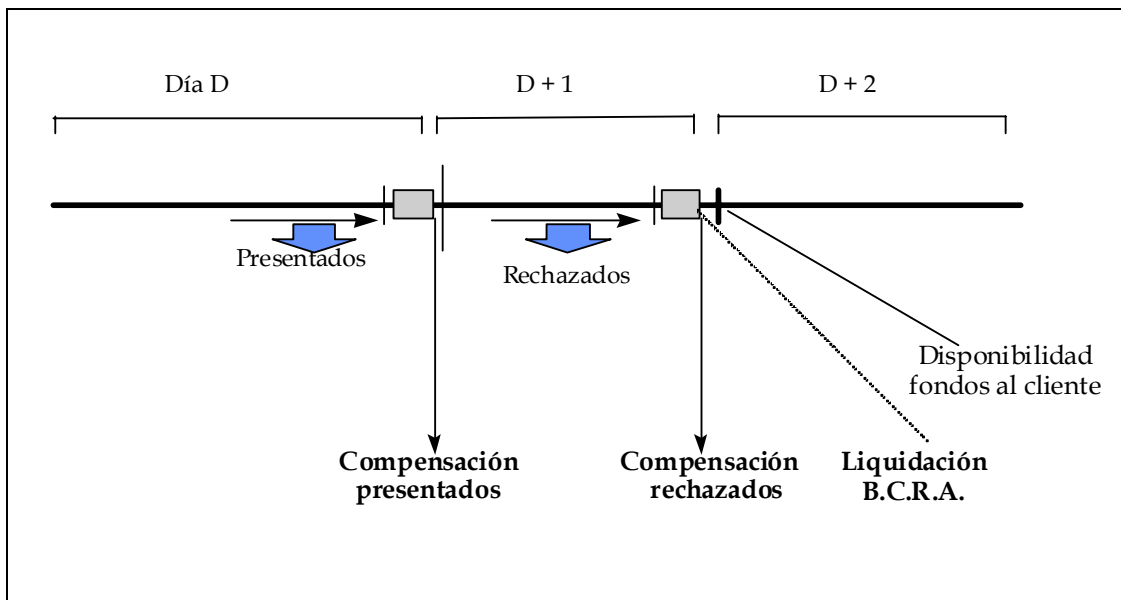 Día D
D + 1
D + 2
Presentados
Rechazados
Disponibilidad
fondos al cliente
Compensación
presentados
Compensación
rechazados
Liquidación
B.C.R.A.